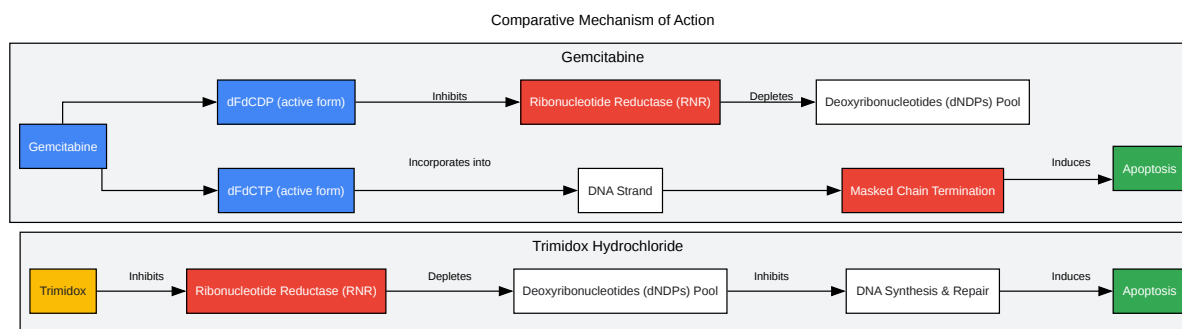 Comparative Mechanism of Action
Gemcitabine
dFdCDP (active form)
Inhibits
Ribonucleotide Reductase (RNR)
Depletes
Deoxyribonucleotides (dNDPs) Pool
Gemcitabine
dFdCTP (active form)
Incorporates into
DNA Strand
Masked Chain Termination
Induces
Apoptosis
Trimidox Hydrochloride
Trimidox
Inhibits
Ribonucleotide Reductase (RNR)
Depletes
Deoxyribonucleotides (dNDPs) Pool
Inhibits
DNA Synthesis & Repair
Induces
Apoptosis